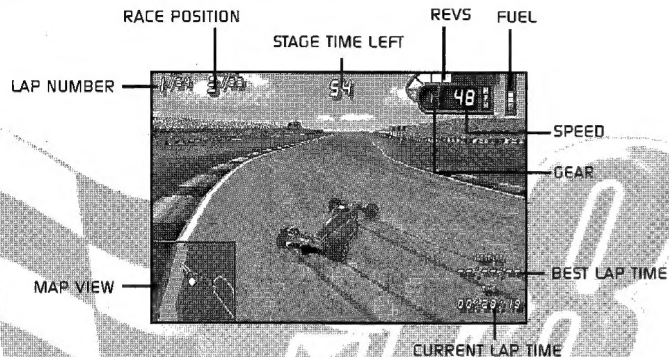 RACE POSITION
REVS
FUEL
STAGE TIME LEFT
LAP NUMBER
54
48
SPEED
GEAR
MAP VIEW
BEST LAP TIME
CURRENT LAP TIME